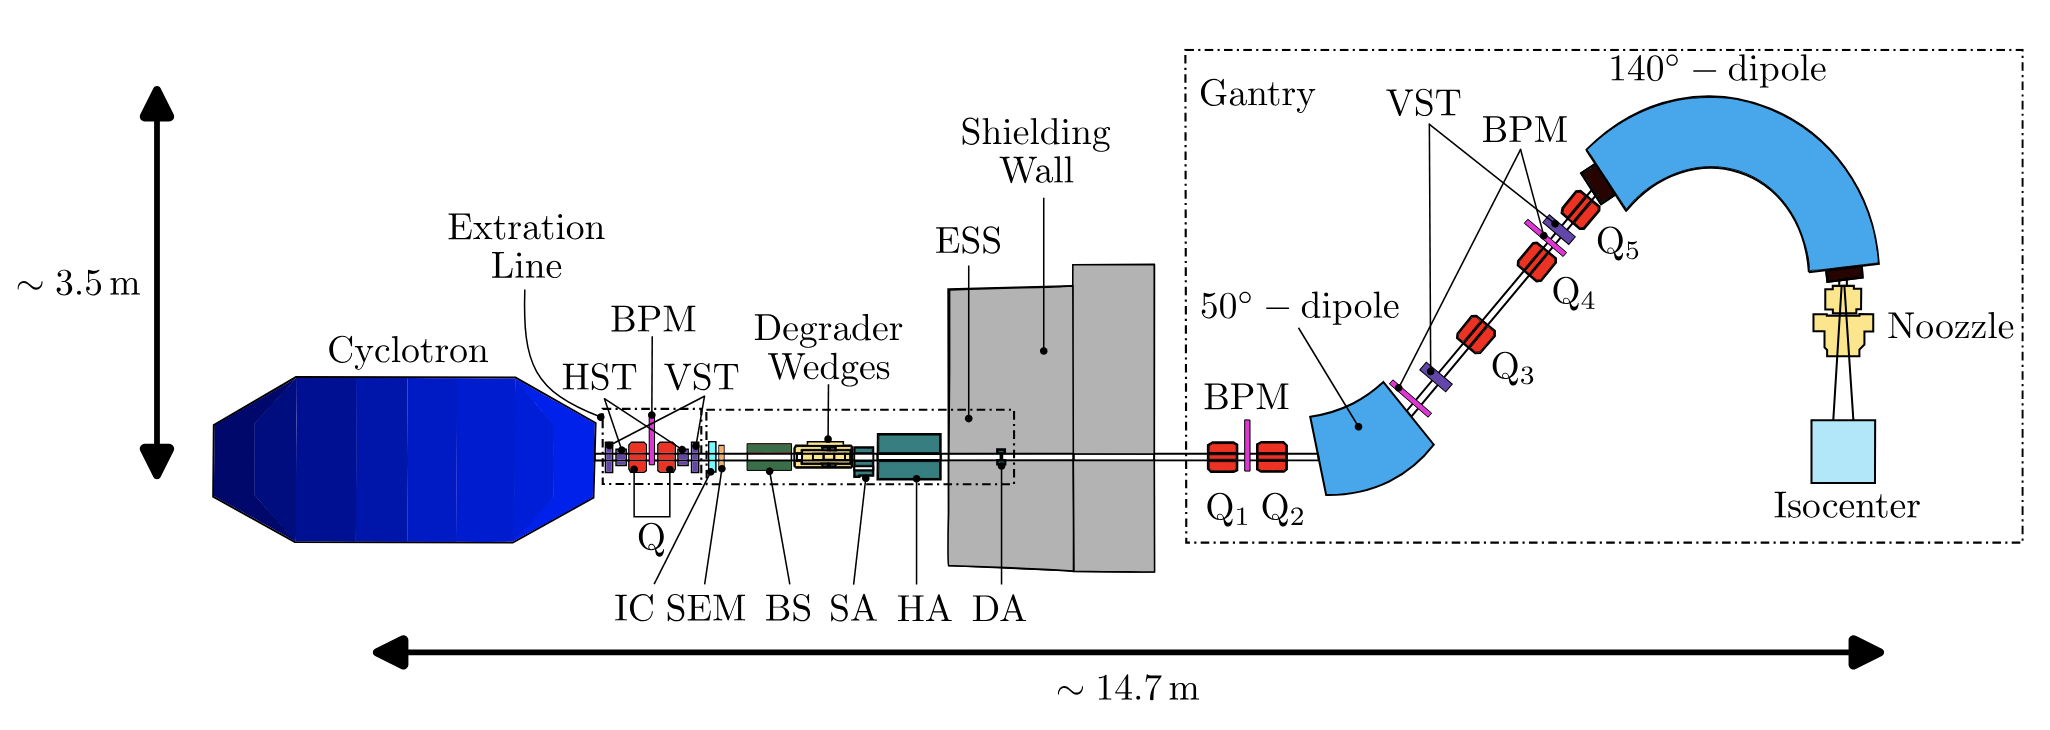 140° – dipole
Gantry
VST
BPM
Shielding
Wall
Extration
Line
ESS
Q5
~ 3.5 m
Q4
50° – dipole
BPM
Degrader
Wedges
Noozzle
Cyclotron
HST
VST
Q3
BPM
Q1
Q2
Isocenter
Q
IC
SEM
BS
SA
HA
DA
~ 14.7 m